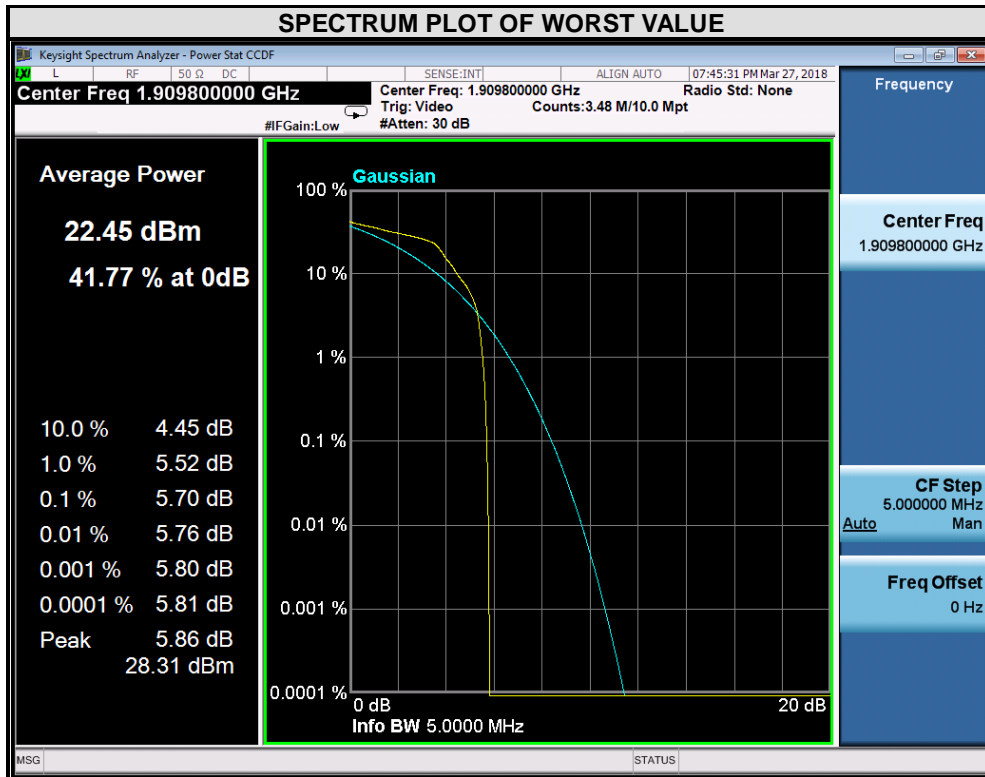 SPECTRUM PLOT OF WORST VALUE
Keysight Spectrum Analyzer - Power Stat CCDF
LXI L RF 50 Ω DC SENSE:INT ALIGN AUTO 07:45:31 PM Mar 27, 2018
Center Freq 1.909800000 GHz
Center Freq: 1.909800000 GHz Radio Std: None
Trig: Video Counts:3.48 M/10.0 Mpt
#IFGain:Low #Atten: 30 dB
Frequency
Average Power
22.45 dBm
41.77 % at 0dB
10.0 % 4.45 dB
1.0 % 5.52 dB
0.1 % 5.70 dB
0.01 % 5.76 dB
0.001 % 5.80 dB
0.0001 % 5.81 dB
Peak 5.86 dB
28.31 dBm
Gaussian
100 %
10 %
1 %
0.1 %
0.01 %
0.001 %
0.0001 %
0 dB 20 dB
Info BW 5.0000 MHz
Center Freq
1.909800000 GHz
CF Step
5.000000 MHz
Auto Man
Freq Offset
0 Hz
MSG STATUS